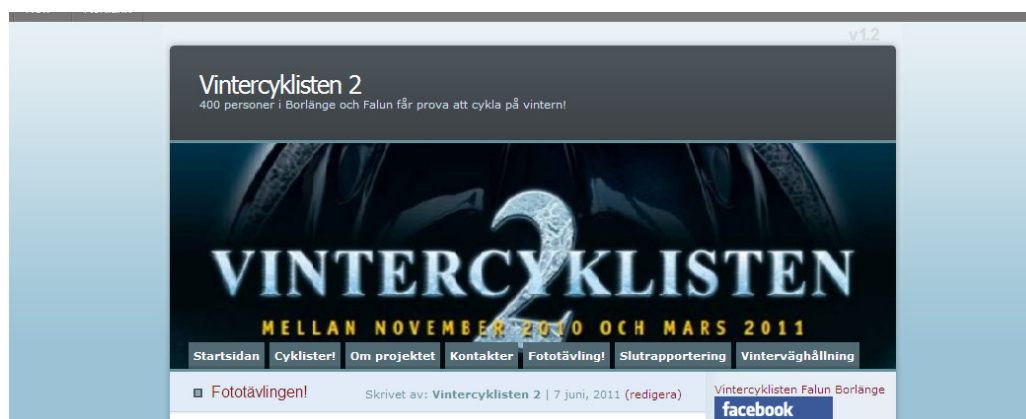 v1.2
Vintercyklisten 2
400 personer i Borlänge och Falun får prova att cykla på vintern!
VINTERCYKLISTEN
2
MELLAN NOVEMBER 2010 OCH MARS 2011
Startsidan Cyklister! Om projektet Kontakter Fototävling! Slutrapportering Vinterväghållning
Fototävlingen! Skrivet av: Vintercyklisten 2 | 7 juni, 2011 (redigera)
Vintercyklisten Falun Borlänge
facebook